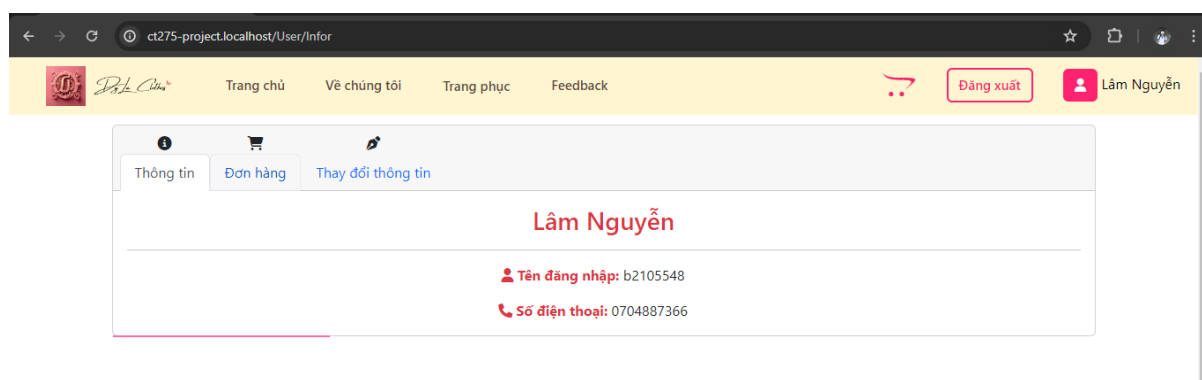 ct275-project.localhost/User/Infor
Trang chủ Về chúng tôi Trang phục Feedback Đăng xuất Lâm Nguyễn
Thông tin Đơn hàng Thay đổi thông tin
Lâm Nguyễn
Tên đăng nhập: b2105548
Số điện thoại: 0704887366